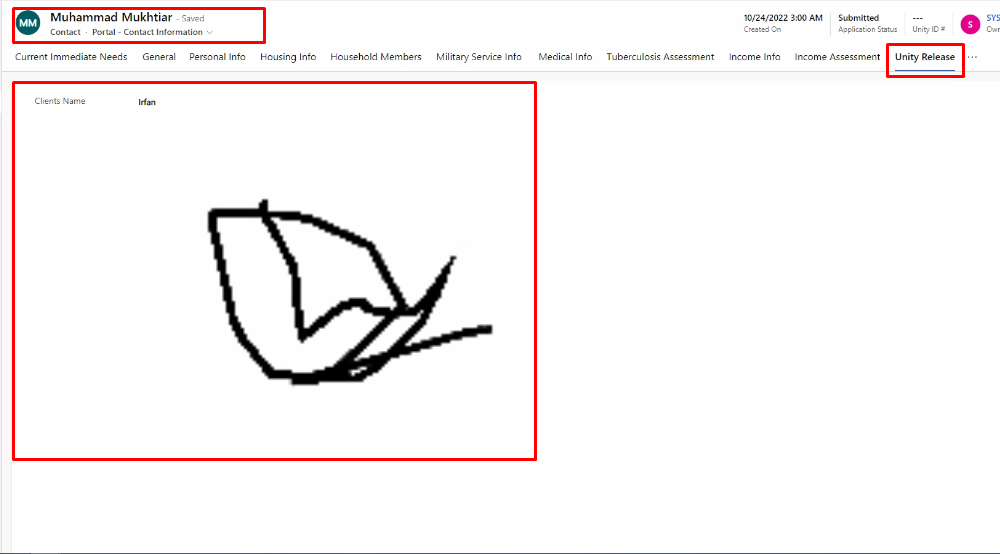 MM
Muhammad Mukhtiar - Saved
Contact · Portal - Contact Information
10/24/2022 3:00 AM
Created On
Submitted
Application Status
---
Unity ID #
S
SYS
Own
Current Immediate Needs General Personal Info Housing Info Household Members Military Service Info Medical Info Tuberculosis Assessment Income Info Income Assessment Unity Release ...
Clients Name Irfan